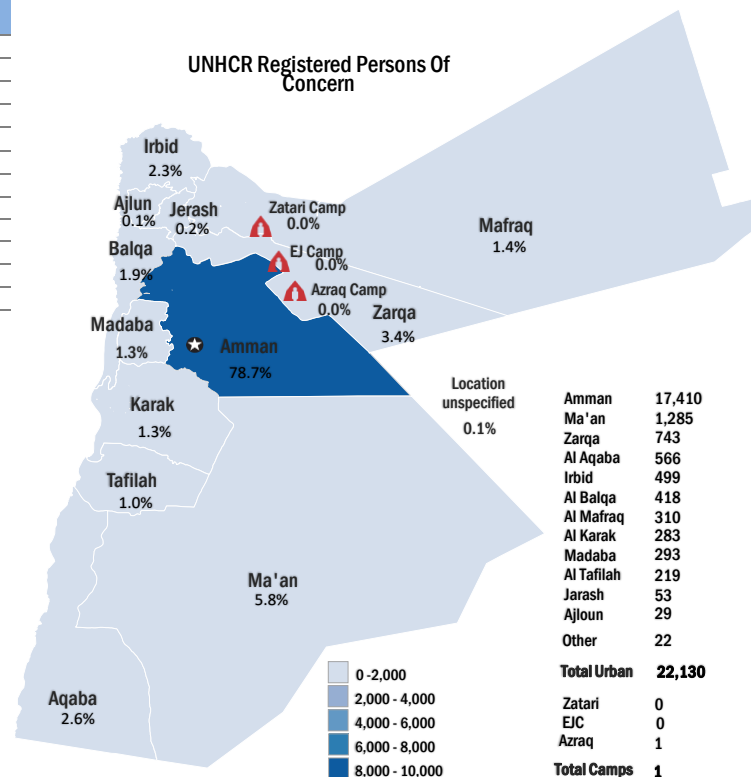 UNHCR Registered Persons Of
Concern
Irbid
2.3%
Ajlun
0.1%
Jerash
0.2%
Zatari Camp
0.0%
Mafraq
1.4%
Balqa
1.9%
EJ Camp
0.0%
Azraq Camp
0.0%
Zarqa
3.4%
Madaba
1.3%
Amman
78.7%
Location
unspecified
0.1%
Karak
1.3%
Tafilah
1.0%
Ma'an
5.8%
Aqaba
2.6%
0 -2,000
2,000 - 4,000
4,000 - 6,000
6,000 - 8,000
8,000 - 10,000
Amman 17,410
Ma'an 1,285
Zarqa 743
Al Aqaba 566
Irbid 499
Al Balqa 418
Al Mafraq 310
Al Karak 283
Madaba 293
Al Tafilah 219
Jarash 53
Ajloun 29
Other 22
Total Urban 22,130
Zatari 0
EJC 0
Azraq 1
Total Camps 1